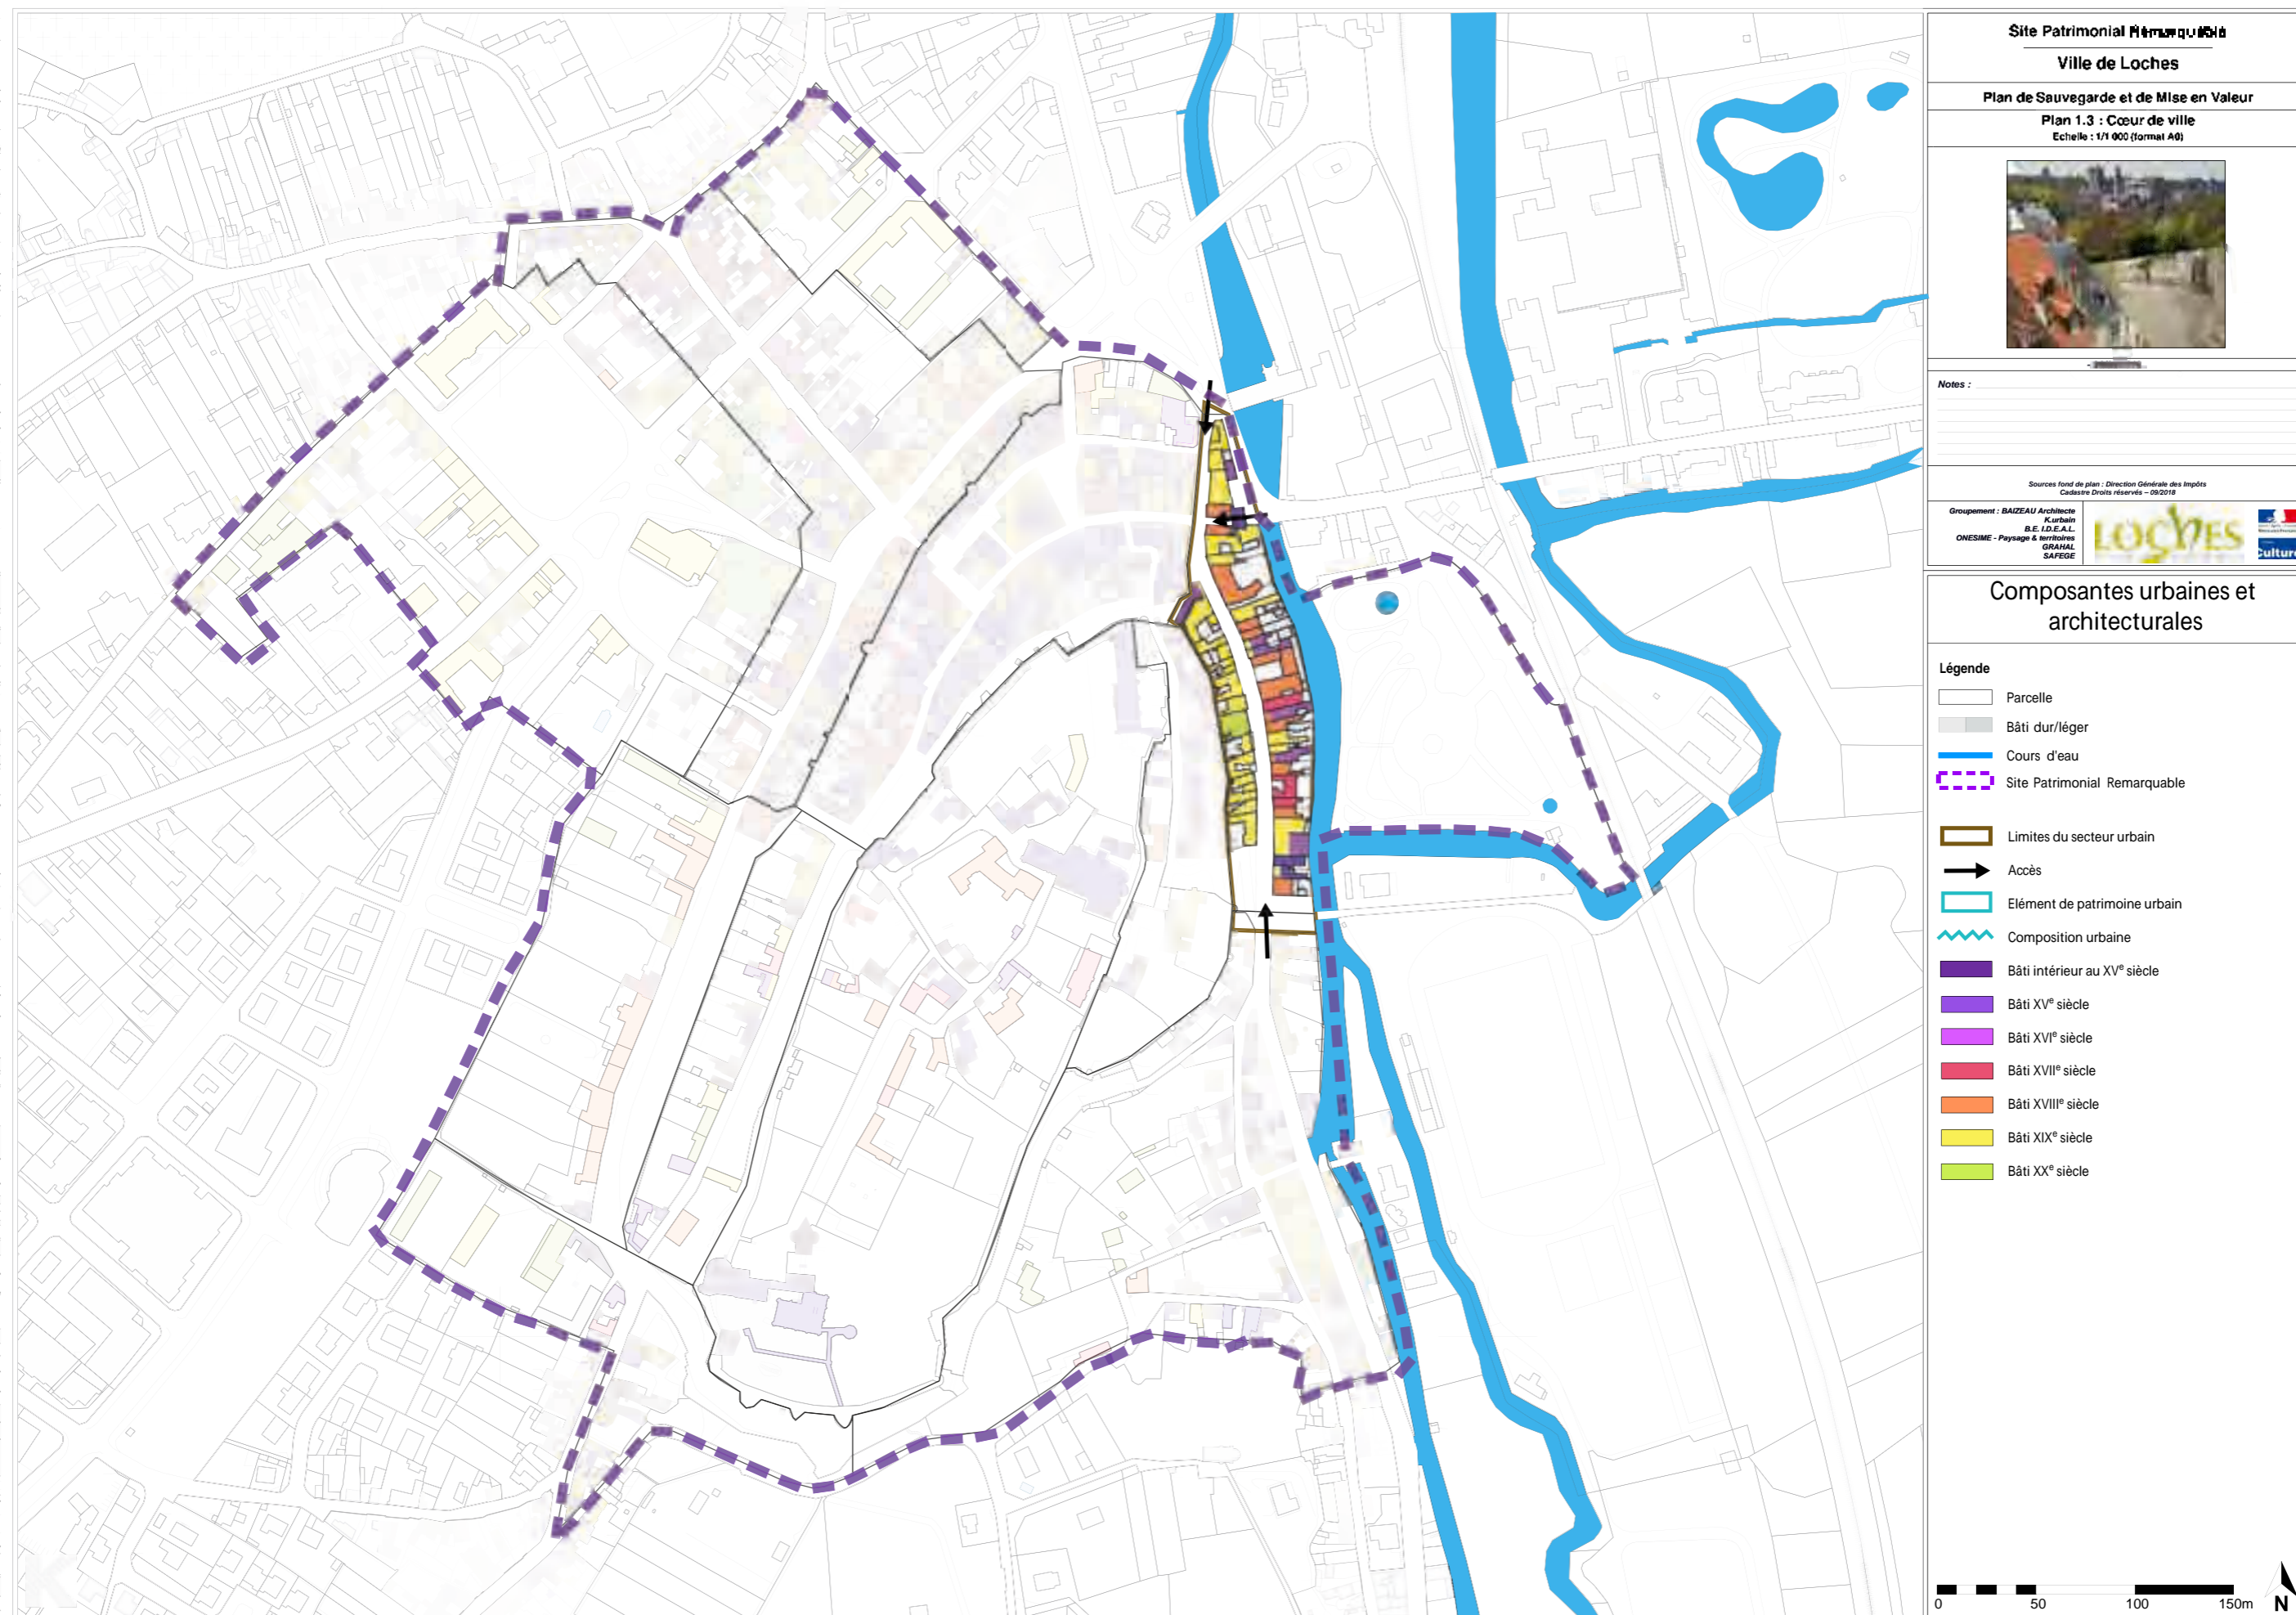 Site Patrimonial
Ville de Loches
Plan de Sauvegarde et de Mise en Valeur
Plan 1.3 : Cœur de ville
Echelle : 1/1 000 (format A0)
Notes :
Sources fond de plan : Direction Générale des Impôts
Cadastre Droits réservés – 09/2018
Groupement : BAIZEAU Architecte
K.urbain
B.E. I.D.E.A.L.
ONESIME - Paysage & territoires
GRAHAL
SAFEGE
LOCHES
Culture
Composantes urbaines et
architecturales
Légende
Parcelle
Bâti dur/léger
Cours d'eau
Site Patrimonial Remarquable
Limites du secteur urbain
Accès
Elément de patrimoine urbain
Composition urbaine
Bâti intérieur au XVe siècle
Bâti XVe siècle
Bâti XVIe siècle
Bâti XVIIe siècle
Bâti XVIIIe siècle
Bâti XIXe siècle
Bâti XXe siècle
0 50 100 150m
N